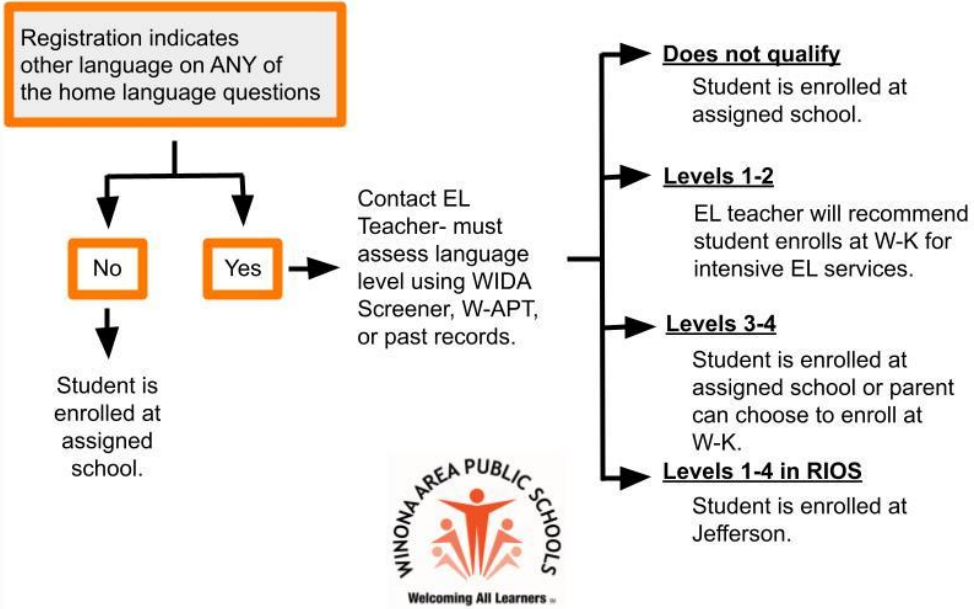 Registration indicates
other language on ANY of
the home language questions
No
Yes
Student is
enrolled at
assigned
school.
Contact EL
Teacher- must
assess language
level using WIDA
Screener, W-APT,
or past records.
Does not qualify
Student is enrolled at
assigned school.
Levels 1-2
EL teacher will recommend
student enrolls at W-K for
intensive EL services.
Levels 3-4
Student is enrolled at
assigned school or parent
can choose to enroll at
W-K.
Levels 1-4 in RIOS
Student is enrolled at
Jefferson.
WINONA AREA PUBLIC SCHOOLS
Welcoming All Learners